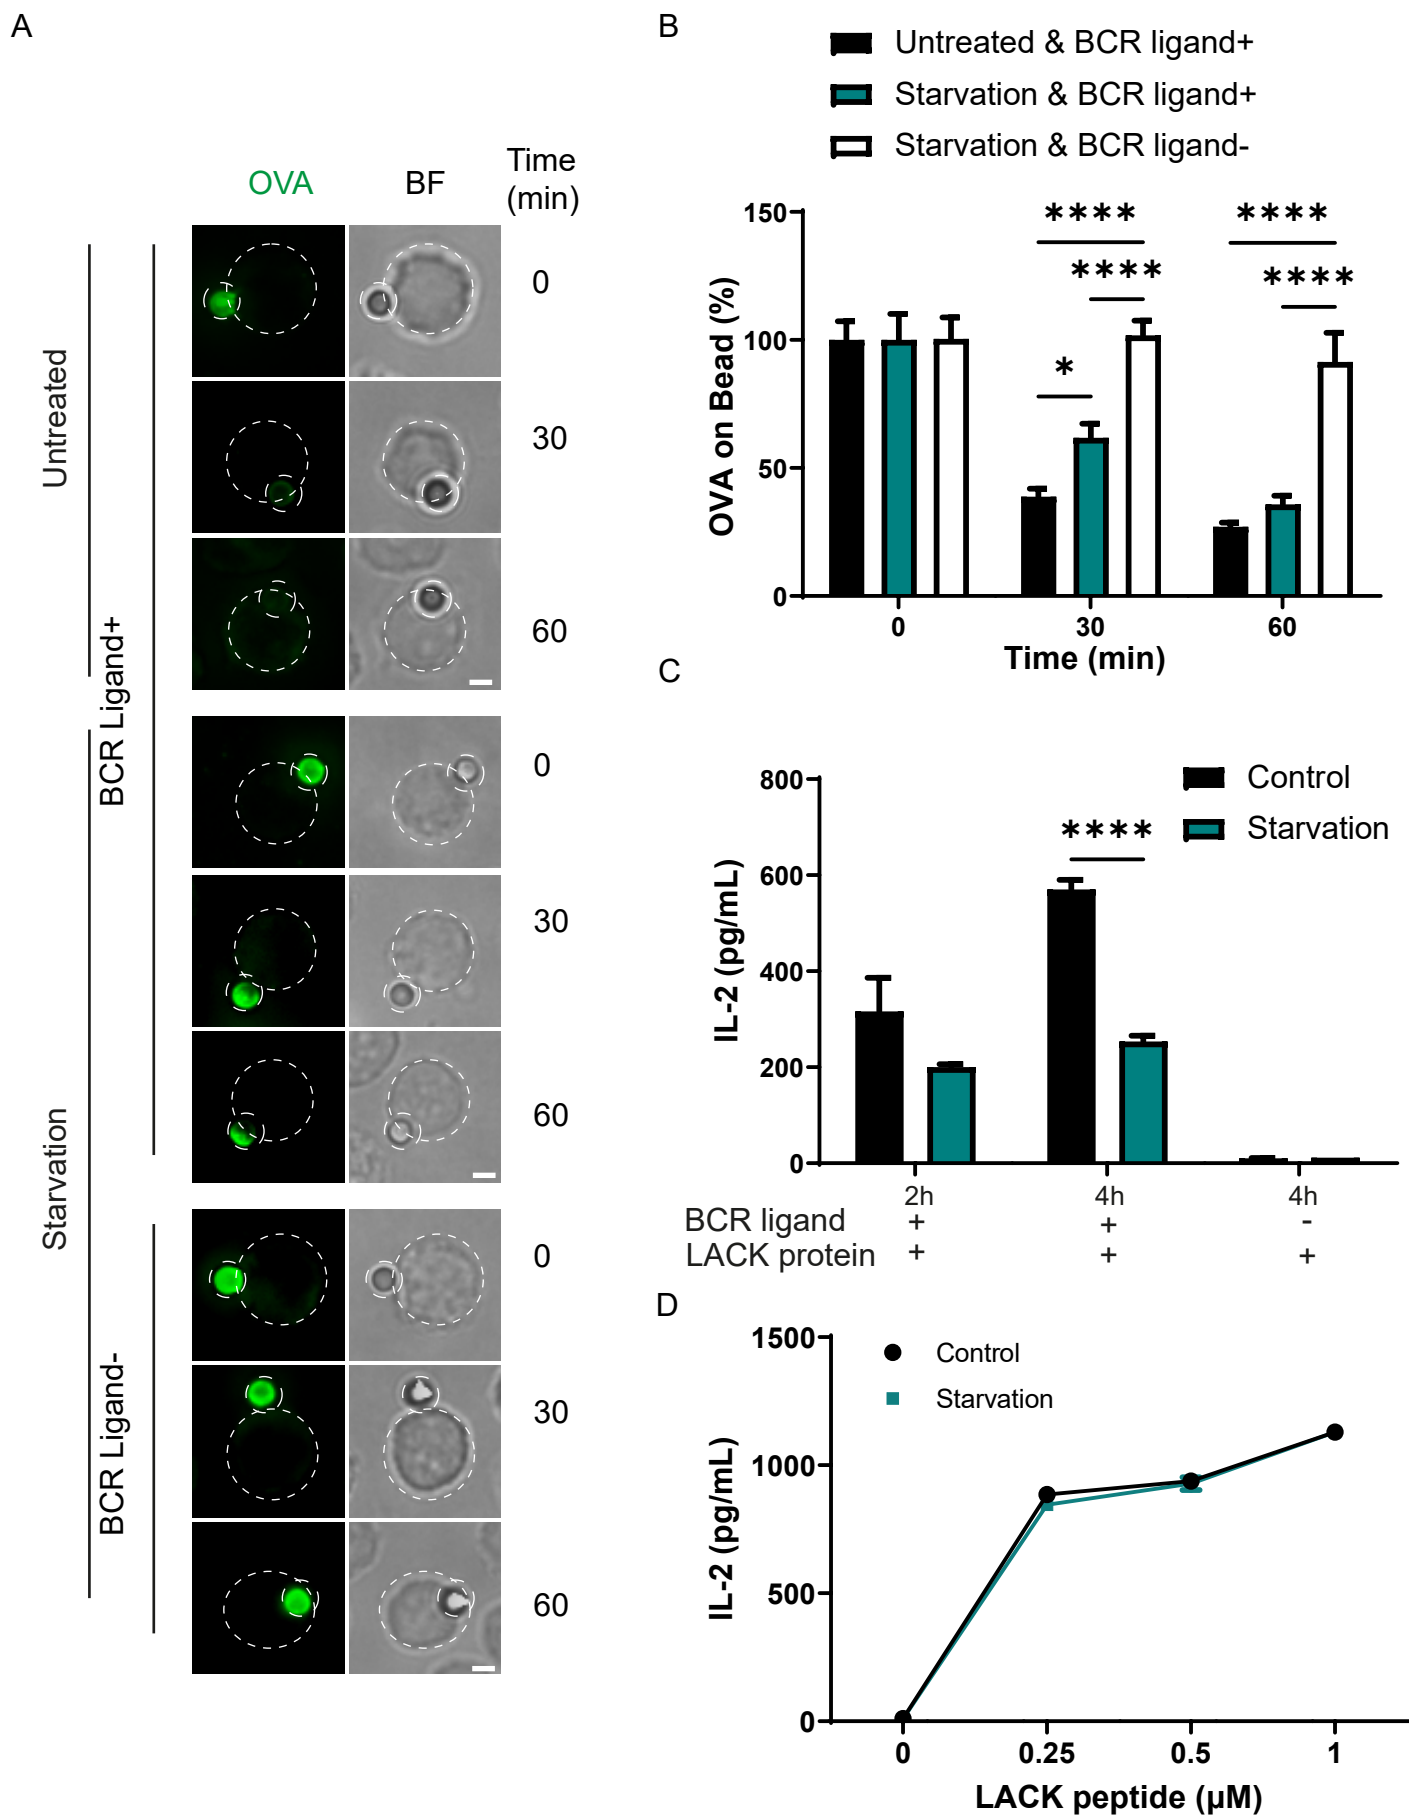 A
OVA
BF
Time
(min)
Untreated
Starvation
BCR Ligand+
BCR Ligand-
0
30
60
0
30
60
0
30
60
B
Untreated & BCR ligand+
Starvation & BCR ligand+
Starvation & BCR ligand-
OVA on Bead (%)
150
100
50
0
****
****
*
****
****
0 30 60
Time (min)
C
Control
Starvation
IL-2 (pg/mL)
800
600
400
200
0
****
2h 4h 4h
BCR ligand + + -
LACK protein + + +
D
Control
Starvation
IL-2 (pg/mL)
1500
1000
500
0
0 0.25 0.5 1
LACK peptide (μM)